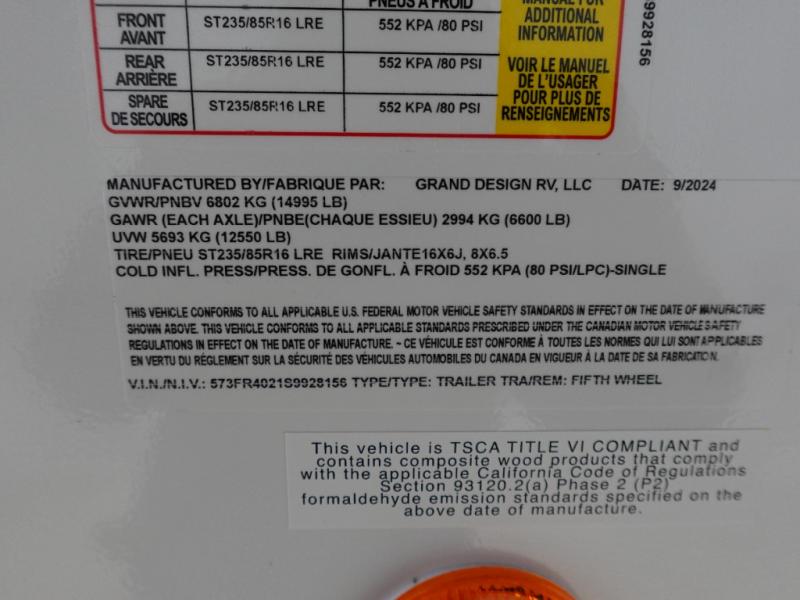 PNEUS À FROID
MANUAL FOR
ADDITIONAL
INFORMATION
FRONT
AVANT
ST235/85R16 LRE
552 KPA /80 PSI
REAR
ARRIÈRE
ST235/85R16 LRE
552 KPA /80 PSI
VOIR LE MANUEL
DE L'USAGER
POUR PLUS DE
RENSEIGNEMENTS
SPARE
DE SECOURS
ST235/85R16 LRE
552 KPA /80 PSI
9928156
MANUFACTURED BY/FABRIQUE PAR: GRAND DESIGN RV, LLC DATE: 9/2024
GVWR/PNBV 6802 KG (14995 LB)
GAWR (EACH AXLE)/PNBE(CHAQUE ESSIEU) 2994 KG (6600 LB)
UVW 5693 KG (12550 LB)
TIRE/PNEU ST235/85R16 LRE RIMS/JANTE16X6J, 8X6.5
COLD INFL. PRESS/PRESS. DE GONFL. À FROID 552 KPA (80 PSI/LPC)-SINGLE
THIS VEHICLE CONFORMS TO ALL APPLICABLE U.S. FEDERAL MOTOR VEHICLE SAFETY STANDARDS IN EFFECT ON THE DATE OF MANUFACTURE
SHOWN ABOVE. THIS VEHICLE CONFORMS TO ALL APPLICABLE STANDARDS PRESCRIBED UNDER THE CANADIAN MOTOR VEHICLE SAFETY
REGULATIONS IN EFFECT ON THE DATE OF MANUFACTURE. ~ CE VÉHICULE EST CONFORME À TOUTES LES NORMES QUI LUI SONT APPLICABLES
EN VERTU DU RÉGLEMENT SUR LA SÉCURITÉ DES VÉHICULES AUTOMOBILES DU CANADA EN VIGUEUR À LA DATE DE SA FABRICATION.
V.I.N./N.I.V.: 573FR4021S9928156 TYPE/TYPE: TRAILER TRA/REM: FIFTH WHEEL
This vehicle is TSCA TITLE VI COMPLIANT and
contains composite wood products that comply
with the applicable California Code of Regulations
Section 93120.2(a) Phase 2 (P2)
formaldehyde emission standards specified on the
above date of manufacture.